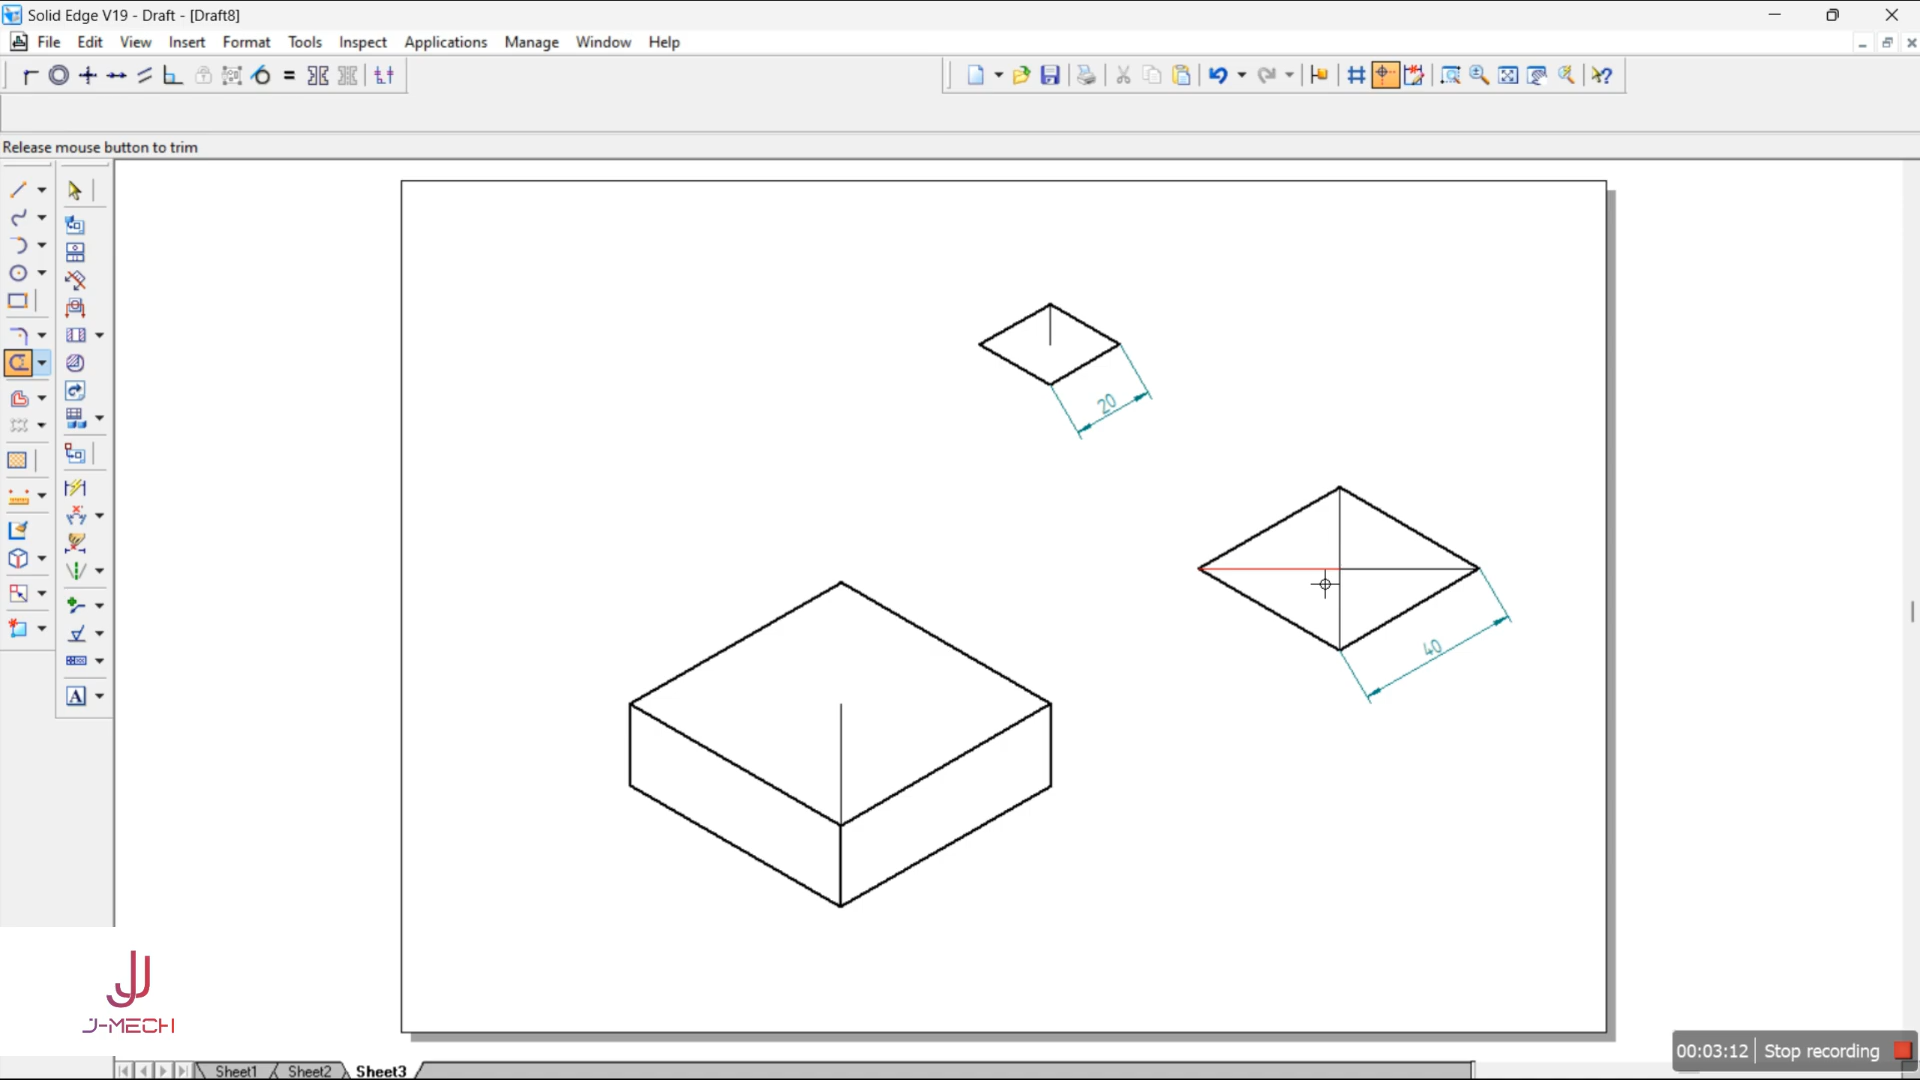 Solid Edge V19 - Draft - [Draft8]
File Edit View Insert Format Tools Inspect Applications Manage Window Help
Release mouse button to trim
20
40
A
J-MECH
00:03:12 Stop recording
Sheet1 Sheet2 Sheet3